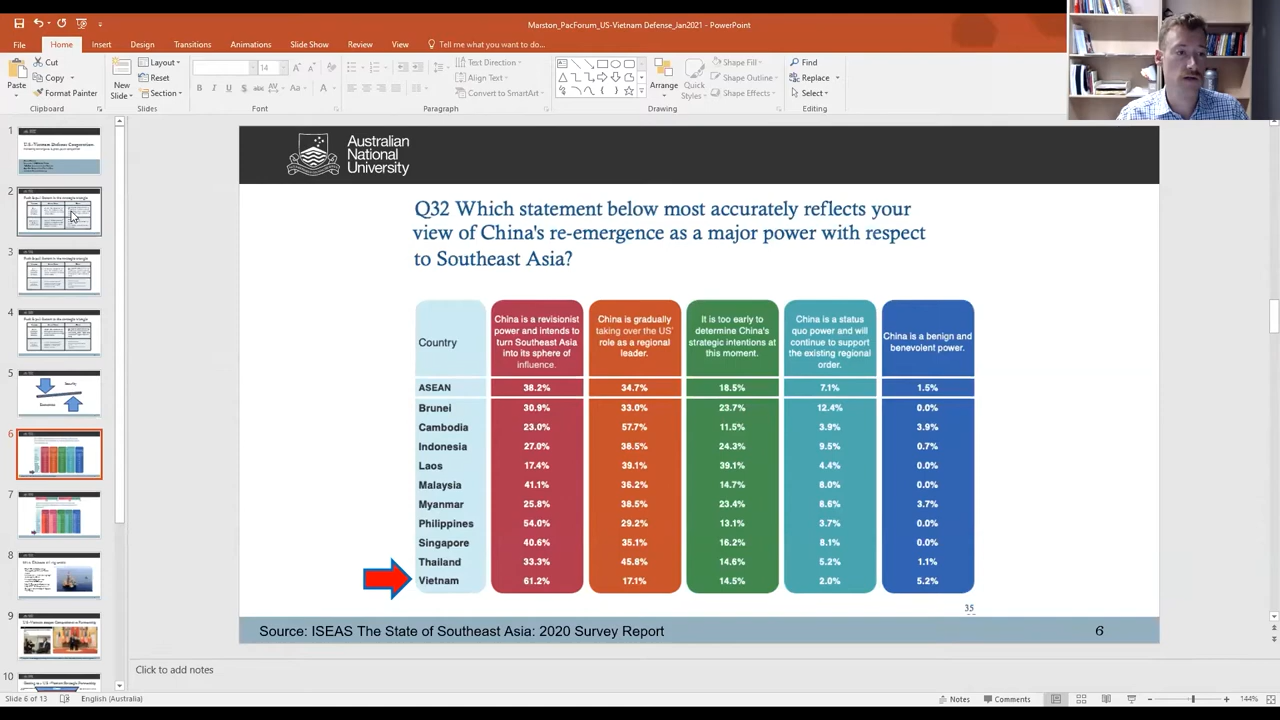 Marston_PacForum_US-Vietnam Defense_Jan2021 - PowerPoint
File Home Insert Design Transitions Animations Slide Show Review View Tell me what you want to do...
Paste
Cut
Copy
Format Painter
Clipboard
New
Slide
Layout
Reset
Section
Slides
14
B I U S
Aa
A
Font
Text Direction
Align Text
Convert to SmartArt
Paragraph
Arrange
Quick
Styles
Shape Fill
Shape Outline
Shape Effects
Drawing
Find
Replace
Select
Editing
1
2
3
4
5
Security
Economics
6
7
8
9
10
Australian
National
University
Q32 Which statement below most accurately reflects your
view of China's re-emergence as a major power with respect
to Southeast Asia?
Country
China is a revisionist
power and intends to
turn Southeast Asia
into its sphere of
influence.
China is gradually
taking over the US'
role as a regional
leader.
It is too early to
determine China's
strategic intentions at
this moment.
China is a status
quo power and will
continue to support
the existing regional
order.
China is a benign and
benevolent power.
ASEAN 38.2% 34.7% 18.5% 7.1% 1.5%
Brunei 30.9% 33.0% 23.7% 12.4% 0.0%
Cambodia 23.0% 57.7% 11.5% 3.9% 3.9%
Indonesia 27.0% 38.5% 24.3% 9.5% 0.7%
Laos 17.4% 39.1% 39.1% 4.4% 0.0%
Malaysia 41.1% 36.2% 14.7% 8.0% 0.0%
Myanmar 25.8% 38.5% 23.4% 8.6% 3.7%
Philippines 54.0% 29.2% 13.1% 3.7% 0.0%
Singapore 40.6% 35.1% 16.2% 8.1% 0.0%
Thailand 33.3% 45.8% 14.6% 5.2% 1.1%
Vietnam 61.2% 17.1% 14.5% 2.0% 5.2%
35
Source: ISEAS The State of Southeast Asia: 2020 Survey Report 6
Click to add notes
Slide 6 of 13 English (Australia) Notes Comments 144%